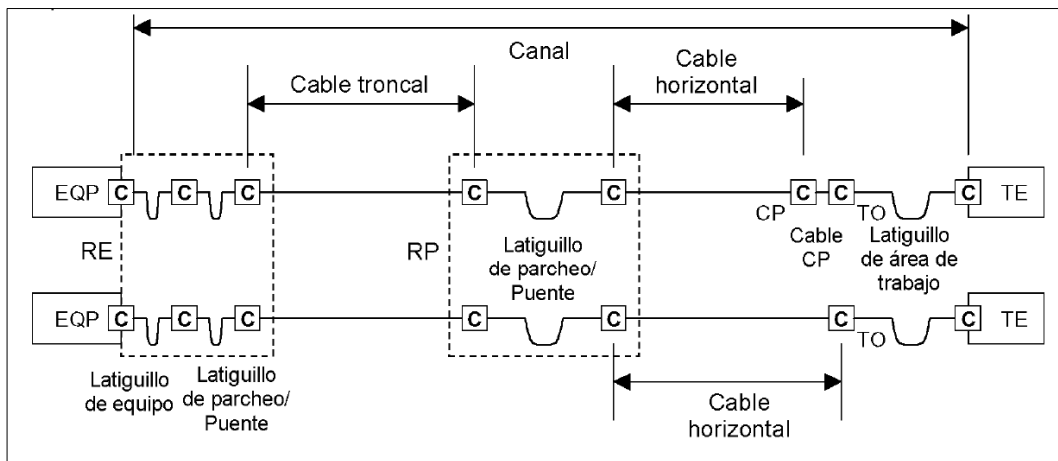 Canal
Cable troncal
Cable
horizontal
EQP C C C C C C C C TE
CP TO
RE
RP
Latiguillo
de parcheo/
Puente
Cable
CP
Latiguillo
de área de
trabajo
EQP C C C C C C C TE
TO
Latiguillo
de equipo
Latiguillo
de parcheo/
Puente
Cable
horizontal